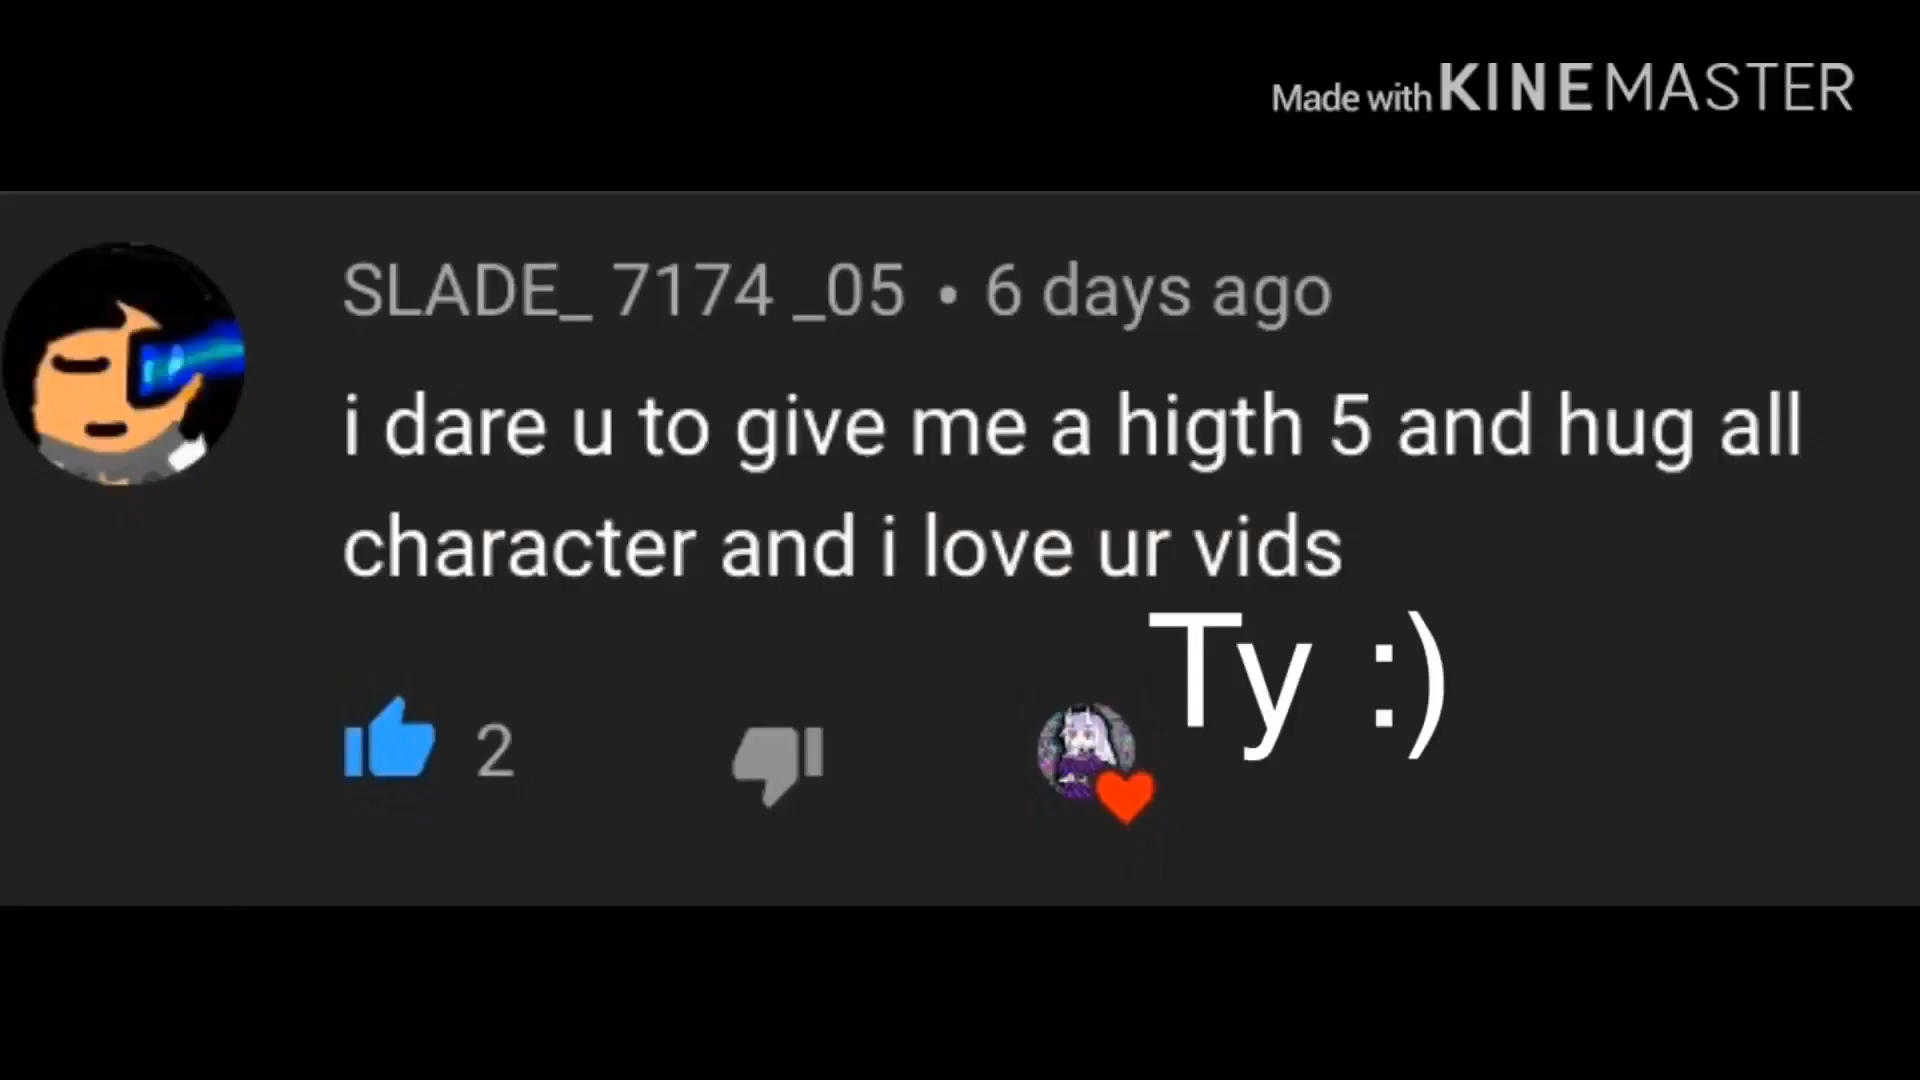 Made with KINEMASTER
SLADE_ 7174 _05 • 6 days ago
i dare u to give me a higth 5 and hug all
character and i love ur vids
Ty :)
2